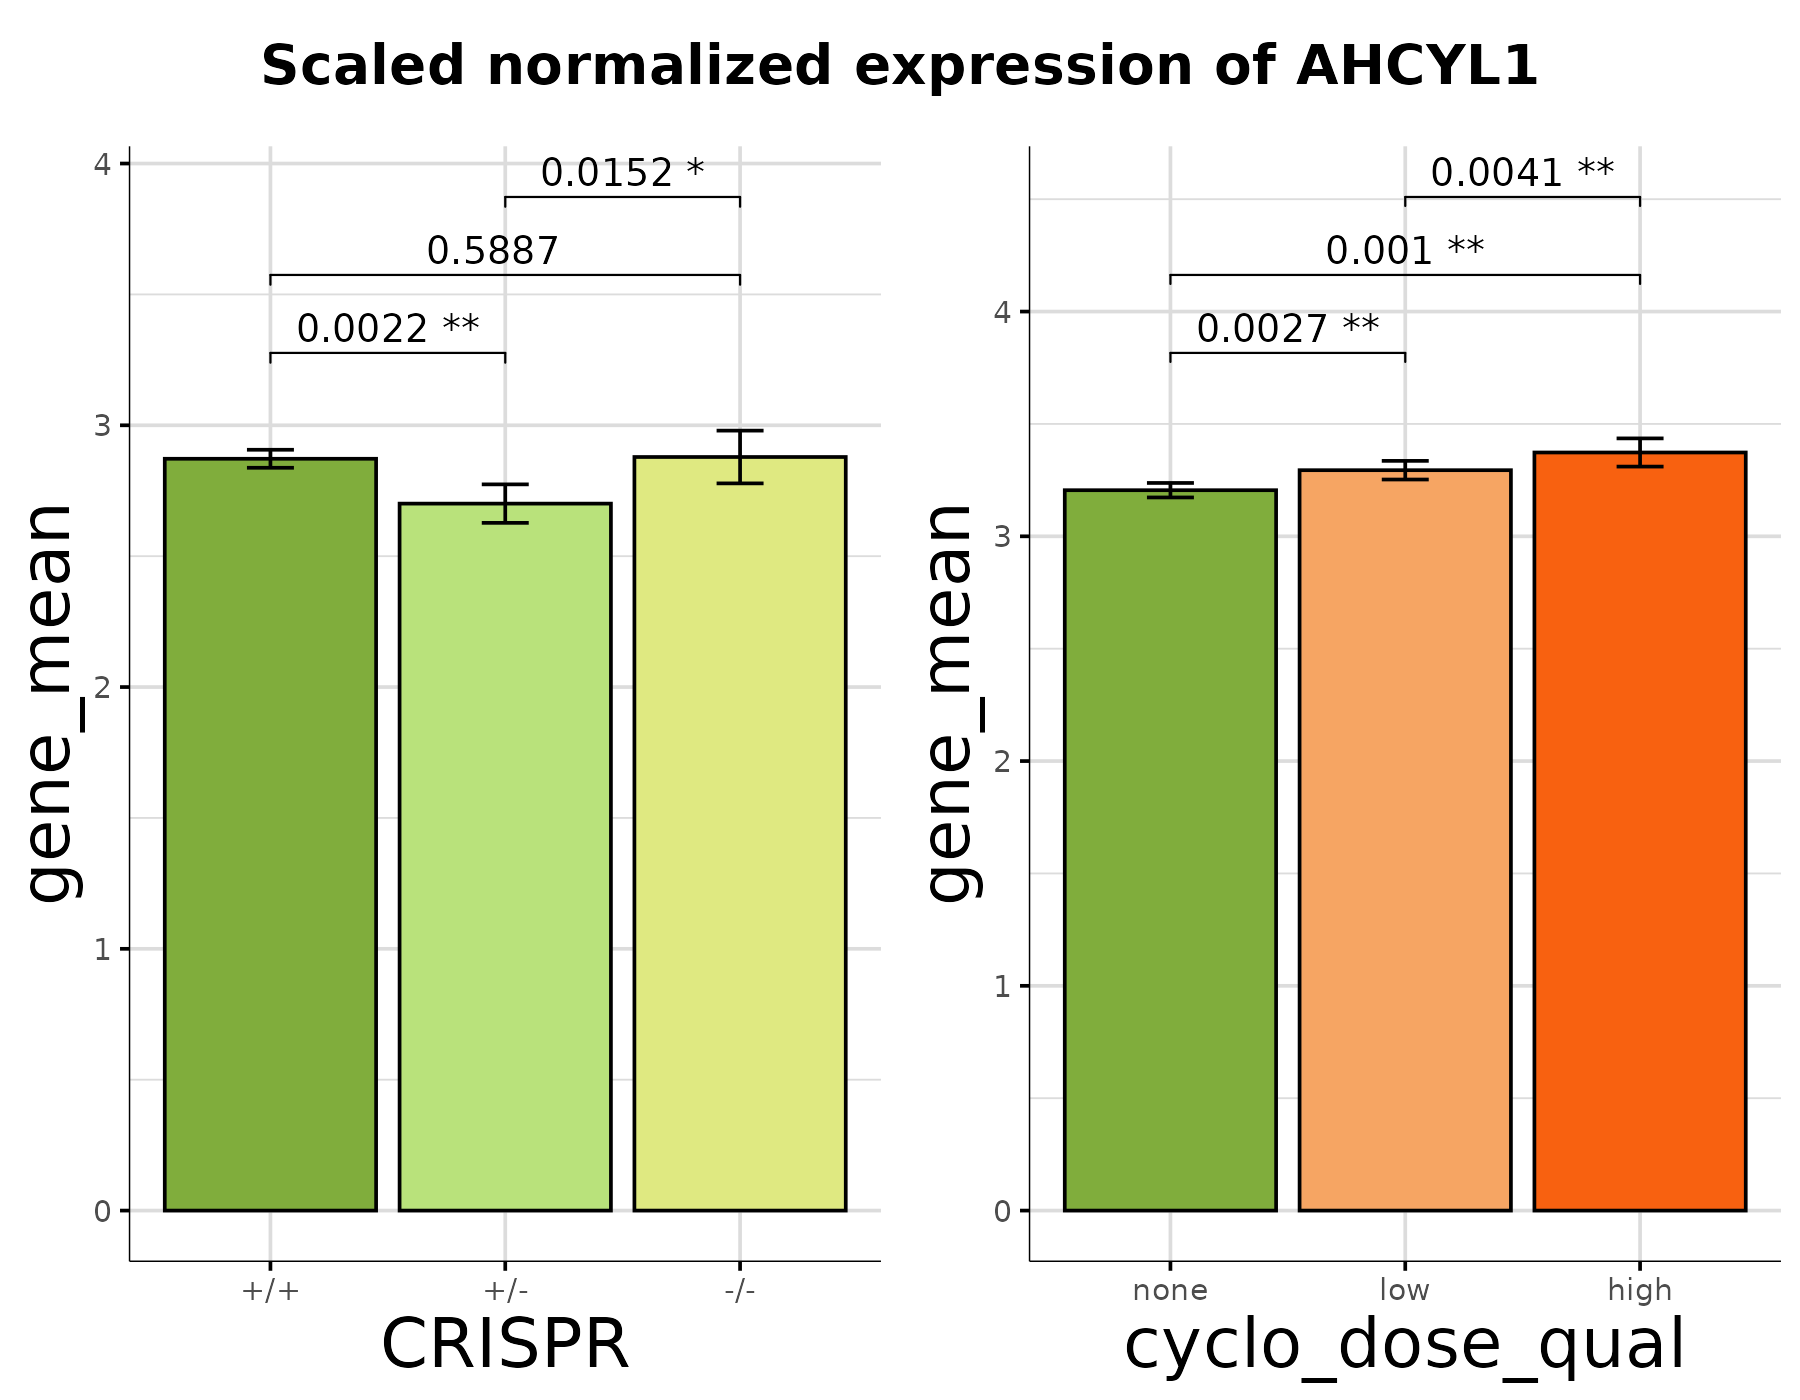 Scaled normalized expression of AHCYL1
gene_mean
4
3
2
1
0
0.0152 *
0.5887
0.0022 **
+/+ +/- -/-
CRISPR
gene_mean
4
3
2
1
0
0.0041 **
0.001 **
0.0027 **
none low high
cyclo_dose_qual